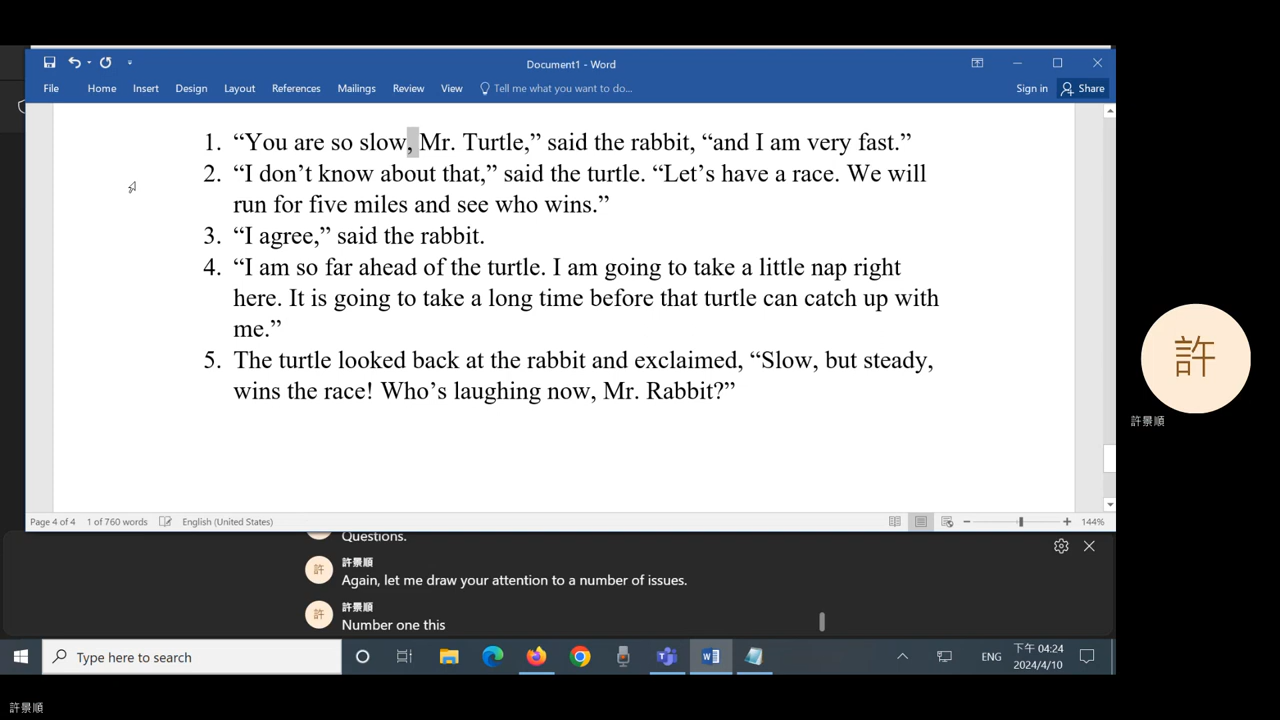 Document1 - Word
File Home Insert Design Layout References Mailings Review View Tell me what you want to do... Sign in Share
1. “You are so slow, Mr. Turtle,” said the rabbit, “and I am very fast.”
2. “I don’t know about that,” said the turtle. “Let’s have a race. We will
run for five miles and see who wins.”
3. “I agree,” said the rabbit.
4. “I am so far ahead of the turtle. I am going to take a little nap right
here. It is going to take a long time before that turtle can catch up with
me.”
5. The turtle looked back at the rabbit and exclaimed, “Slow, but steady,
wins the race! Who’s laughing now, Mr. Rabbit?”
許
許景順
Page 4 of 4 1 of 760 words English (United States) 144%
Questions.
許 許景順
Again, let me draw your attention to a number of issues.
許 許景順
Number one this
Type here to search
ENG
下午 04:24
2024/4/10
許景順